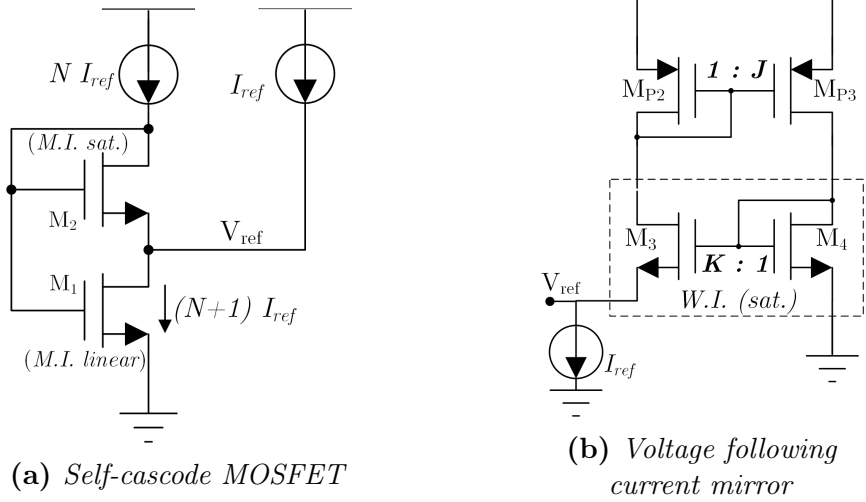 N I_ref
I_ref
(M.I. sat.)
M_2
V_ref
M_1
(N+1) I_ref
(M.I. linear)
(a) Self-cascode MOSFET
1 : J
M_P2
M_P3
M_3
M_4
K : 1
V_ref
W.I. (sat.)
I_ref
(b) Voltage following
current mirror